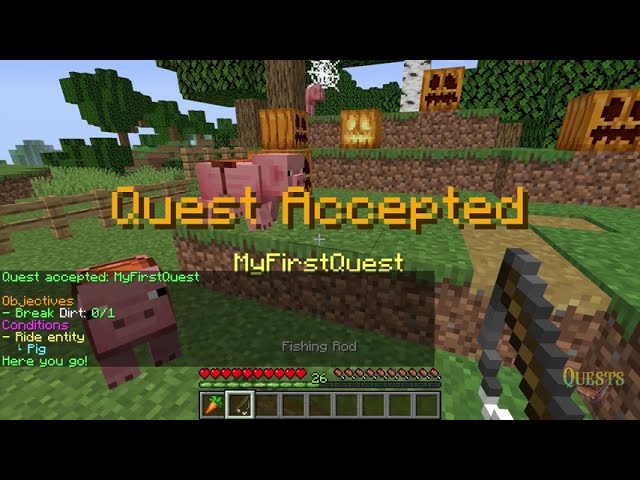 Quest Accepted
MyFirstQuest
Quest accepted: MyFirstQuest
Objectives
- Break Dirt: 0/1
Conditions
- Ride entity
└ Pig
Here you go!
Fishing Rod
26
Quests